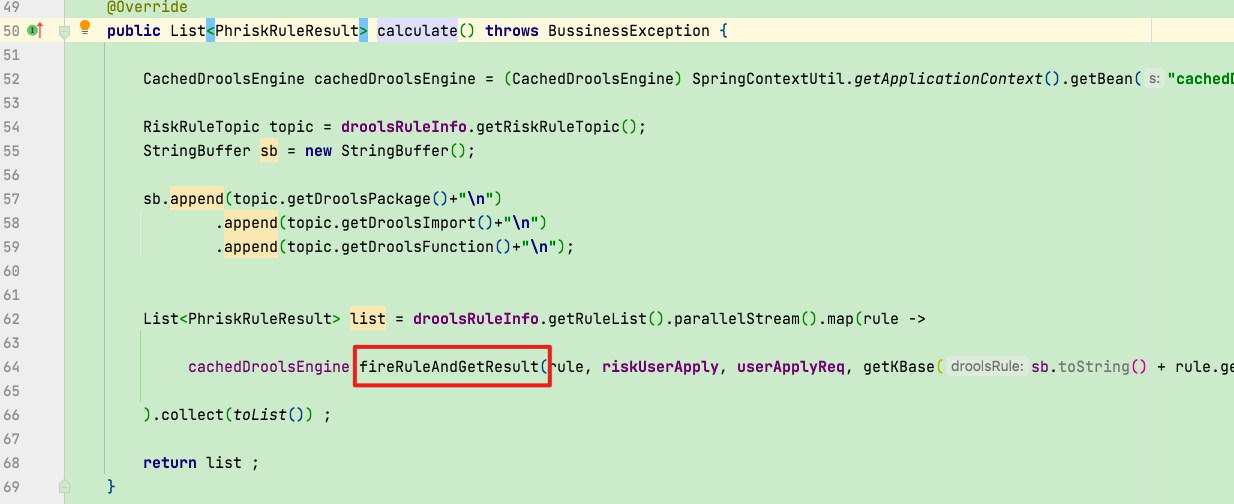 49 @Override
50 public List<PhriskRuleResult> calculate() throws BussinessException {
51
52 CachedDroolsEngine cachedDroolsEngine = (CachedDroolsEngine) SpringContextUtil.getApplicationContext().getBean( s: "cachedD
53
54 RiskRuleTopic topic = droolsRuleInfo.getRiskRuleTopic();
55 StringBuffer sb = new StringBuffer();
56
57 sb.append(topic.getDroolsPackage()+"\n")
58 .append(topic.getDroolsImport()+"\n")
59 .append(topic.getDroolsFunction()+"\n");
60
61
62 List<PhriskRuleResult> list = droolsRuleInfo.getRuleList().parallelStream().map(rule ->
63
64 cachedDroolsEngine.fireRuleAndGetResult(rule, riskUserApply, userApplyReq, getKBase( droolsRule: sb.toString() + rule.ge
65
66 ).collect(toList()) ;
67
68 return list ;
69 }